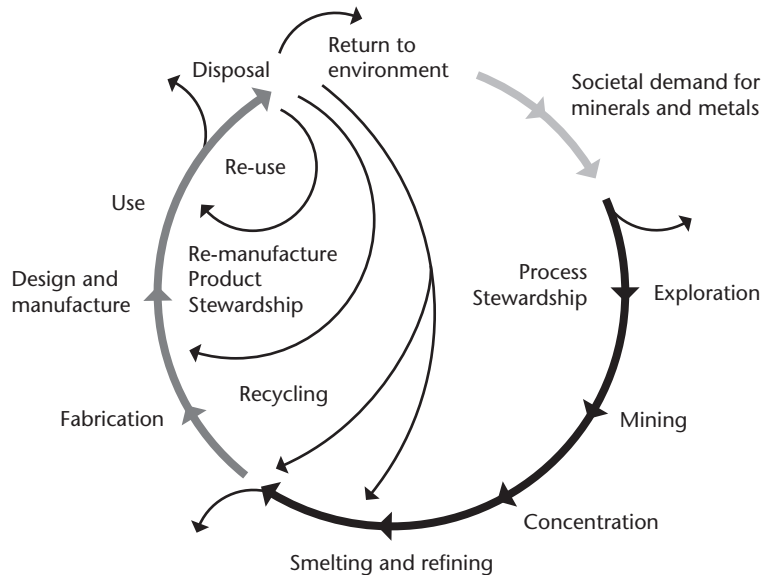 Return to
environment
Disposal
Societal demand for
minerals and metals
Re-use
Use
Re-manufacture
Product
Stewardship
Design and
manufacture
Process
Stewardship
Exploration
Recycling
Fabrication
Mining
Concentration
Smelting and refining